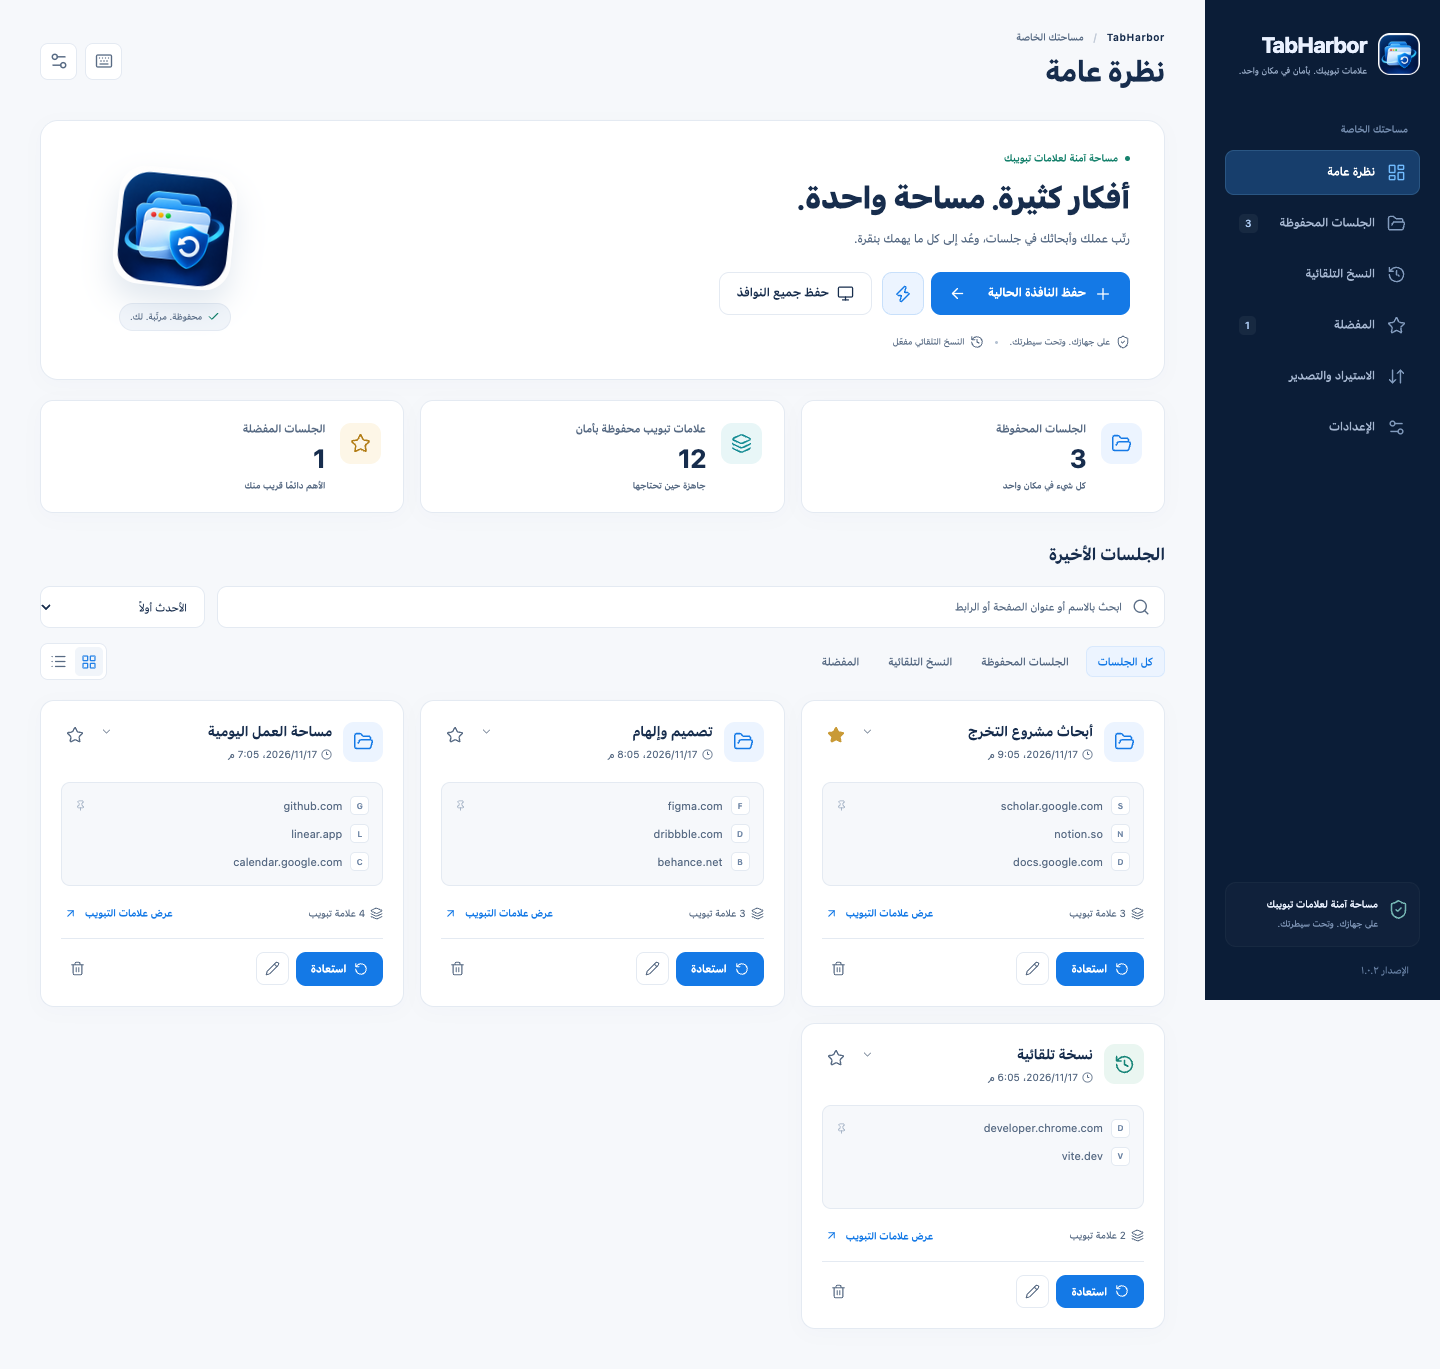 TabHarbor
علامات تبويبك. بأمان في مكان واحد.
مساحتك الخاصة
نظرة عامة
الجلسات المحفوظة 3
النسخ التلقائية
المفضلة 1
الاستيراد والتصدير
الإعدادات
مساحة آمنة لعلامات تبويبك
على جهازك. وتحت سيطرتك.
الإصدار ١.٠.٢
TabHarbor / مساحتك الخاصة
نظرة عامة
مساحة آمنة لعلامات تبويبك
أفكار كثيرة. مساحة واحدة.
رتّب عملك وأبحاثك في جلسات، وعُد إلى كل ما يهمك بنقرة.
حفظ النافذة الحالية
حفظ جميع النوافذ
على جهازك. وتحت سيطرتك. • النسخ التلقائي مفعّل
محفوظة. مرتّبة. لك.
الجلسات المحفوظة
3
كل شيء في مكان واحد
علامات تبويب محفوظة بأمان
12
جاهزة حين تحتاجها
الجلسات المفضلة
1
الأهم دائمًا قريب منك
الجلسات الأخيرة
ابحث بالاسم أو عنوان الصفحة أو الرابط
الأحدث أولاً
كل الجلسات
الجلسات المحفوظة
النسخ التلقائية
المفضلة
أبحاث مشروع التخرج
2026/11/17، 9:05 م
S scholar.google.com
N notion.so
D docs.google.com
3 علامة تبويب
عرض علامات التبويب
استعادة
تصميم وإلهام
2026/11/17، 8:05 م
F figma.com
D dribbble.com
B behance.net
3 علامة تبويب
عرض علامات التبويب
استعادة
مساحة العمل اليومية
2026/11/17، 7:05 م
G github.com
L linear.app
C calendar.google.com
4 علامة تبويب
عرض علامات التبويب
استعادة
نسخة تلقائية
2026/11/17، 6:05 م
D developer.chrome.com
V vite.dev
2 علامة تبويب
عرض علامات التبويب
استعادة